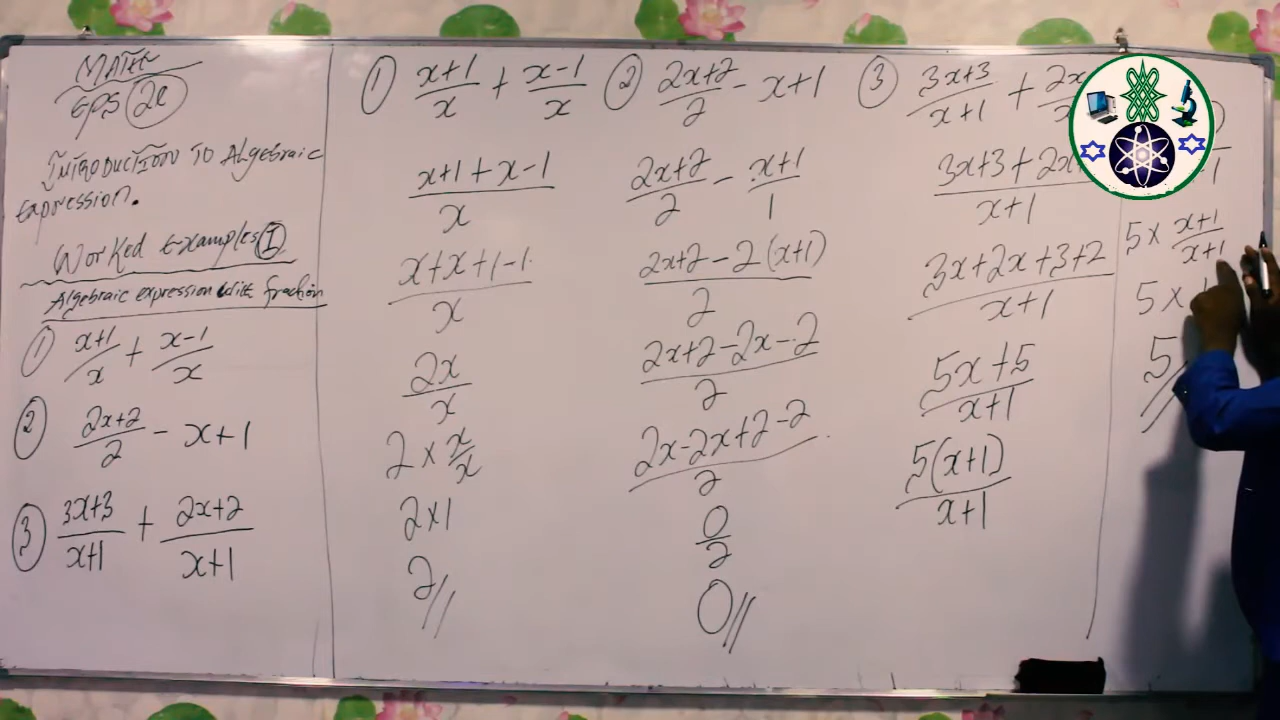 MATHS
EPS 2e
INTRODUCTION TO Algebraic
Expression.
Worked Examples I
Algebraic expression with fraction
① x+1/x + x-1/x
② 2x+2/2 - x+1
③ 3x+3/x+1 + 2x+2/x+1
① x+1/x + x-1/x
x+1+x-1/x
x+x+1-1/x
2x/x
2 × x/x
2×1
2//
② 2x+2/2 - x+1
2x+2/2 - x+1/1
2x+2-2(x+1)/2
2x+2-2x-2/2
2x-2x+2-2/2
0/2
0//
③ 3x+3/x+1 + 2x
3x+3+2x/x+1
3x+2x+3+2/x+1
5x+5/x+1
5(x+1)/x+1
5× x+1/x+1
5×
5//